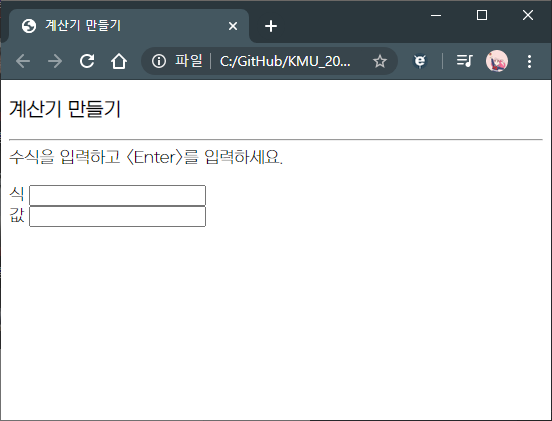 계산기 만들기
파일 C:/GitHub/KMU_20...
계산기 만들기
수식을 입력하고 <Enter>를 입력하세요.
식
값